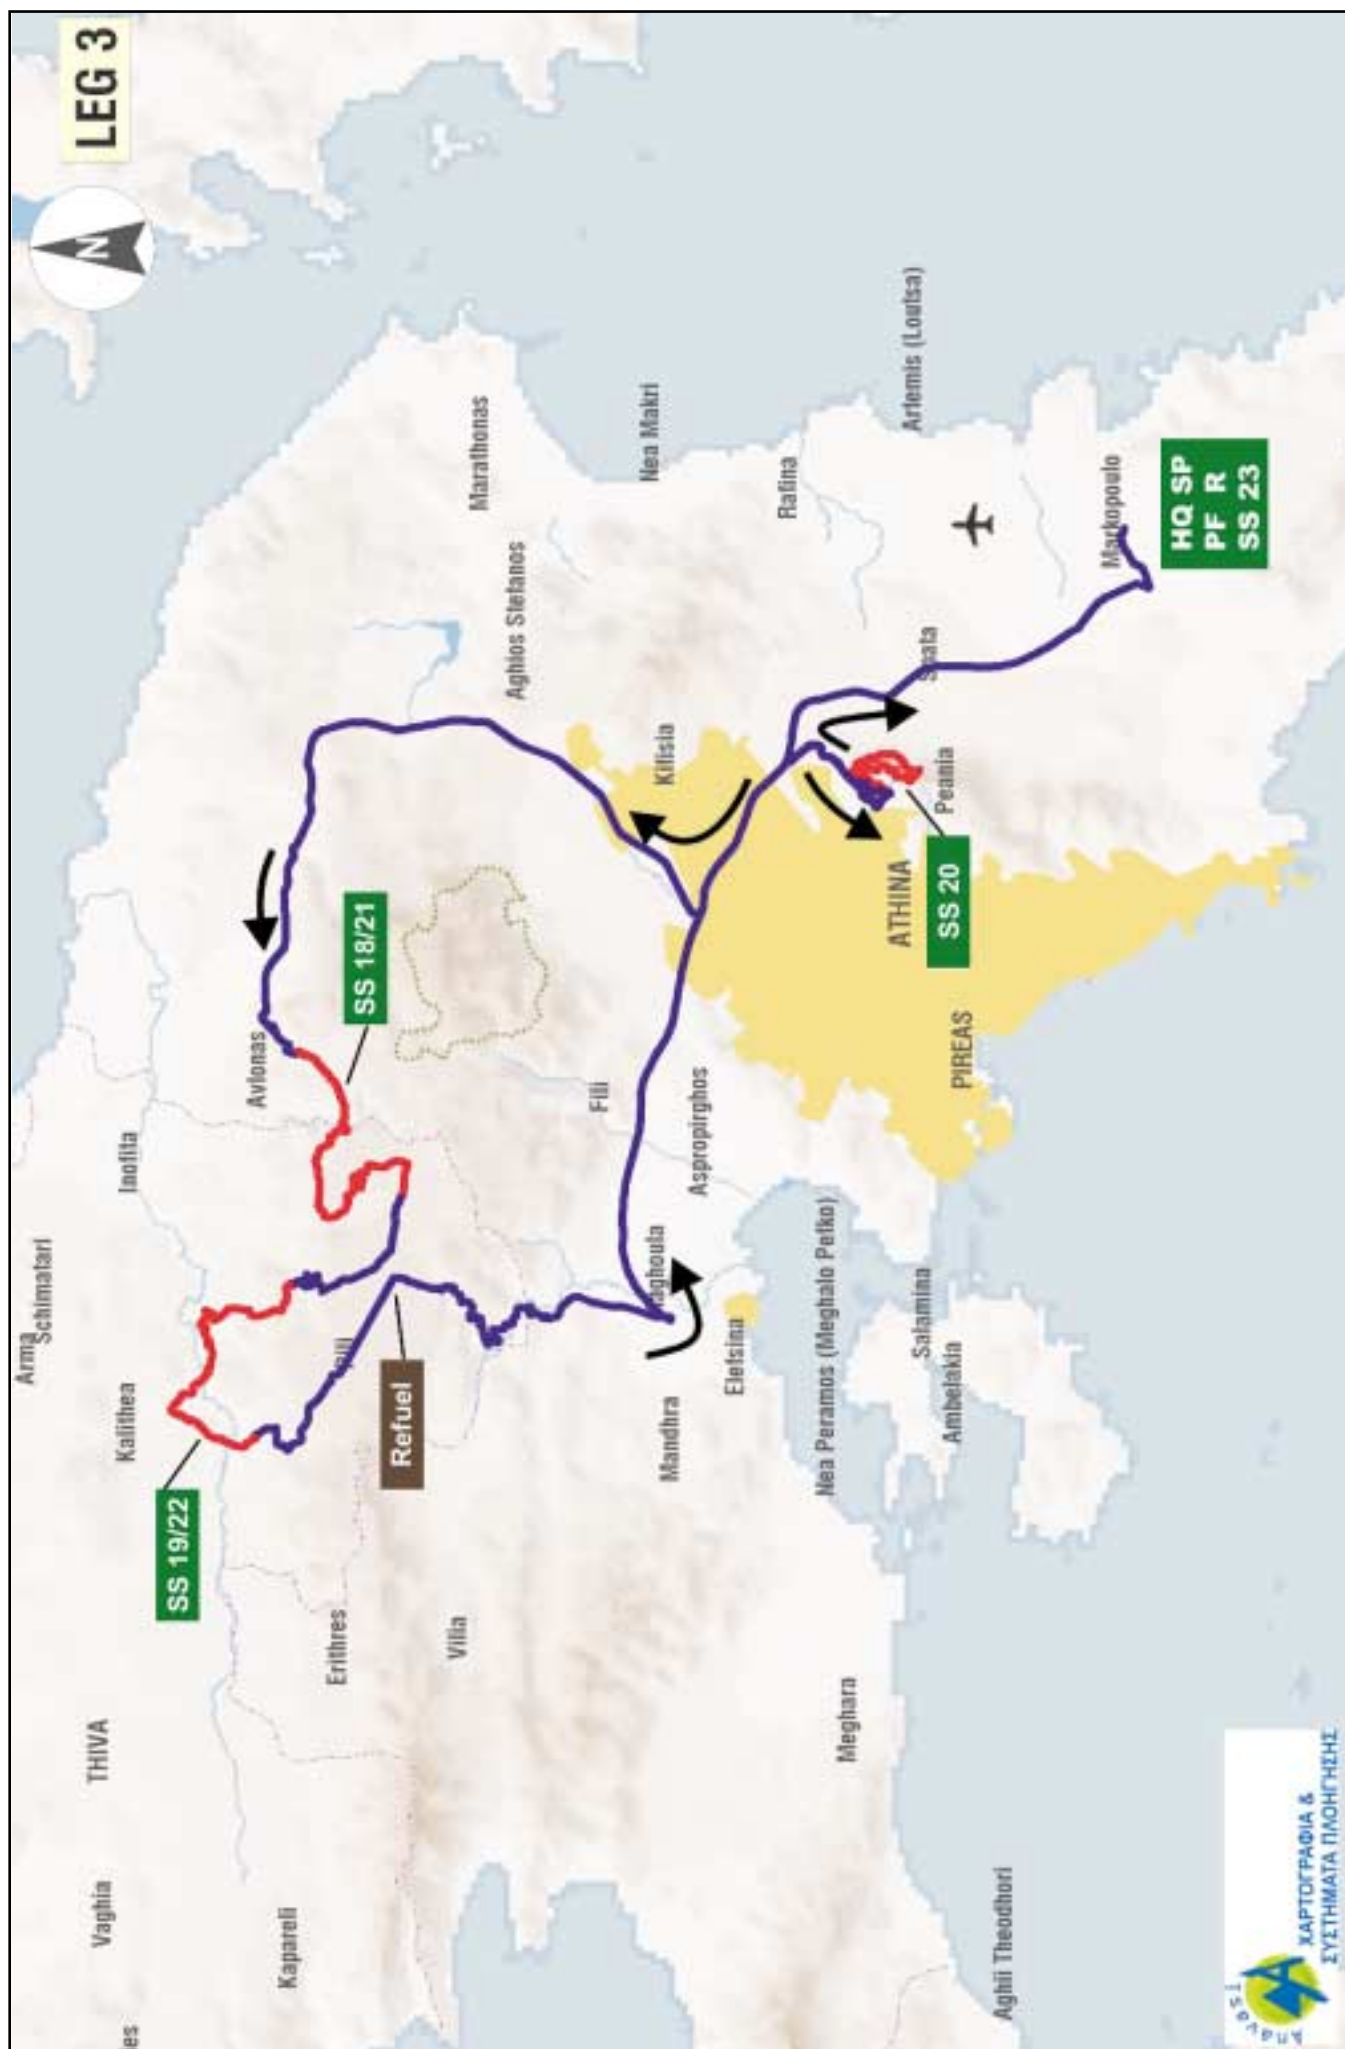 LEG 3
N
Arma
Schimatari
Inofita
Kalithea
THIVA
Vaghia
SS 19/22
Avlonas
SS 18/21
Kapareli
Erithres
Refuel
Vilia
Marathonas
Aghios Stefanos
Fili
Nea Makri
Kifisia
Aspropirghos
Mandhra
Elefsina
Rafina
Nea Peramos (Meghalo Pefko)
Meghara
Artemis (Loutsa)
Spata
Peania
ATHINA
SS 20
PIREAS
Salamina
Ambelakia
Aghii Theodhori
Markopoulo
HQ SP
PF R
SS 23
ΧΑΡΤΟΓΡΑΦΙΑ &
ΣΥΣΤΗΜΑΤΑ ΠΛΟΗΓΗΣΗΣ